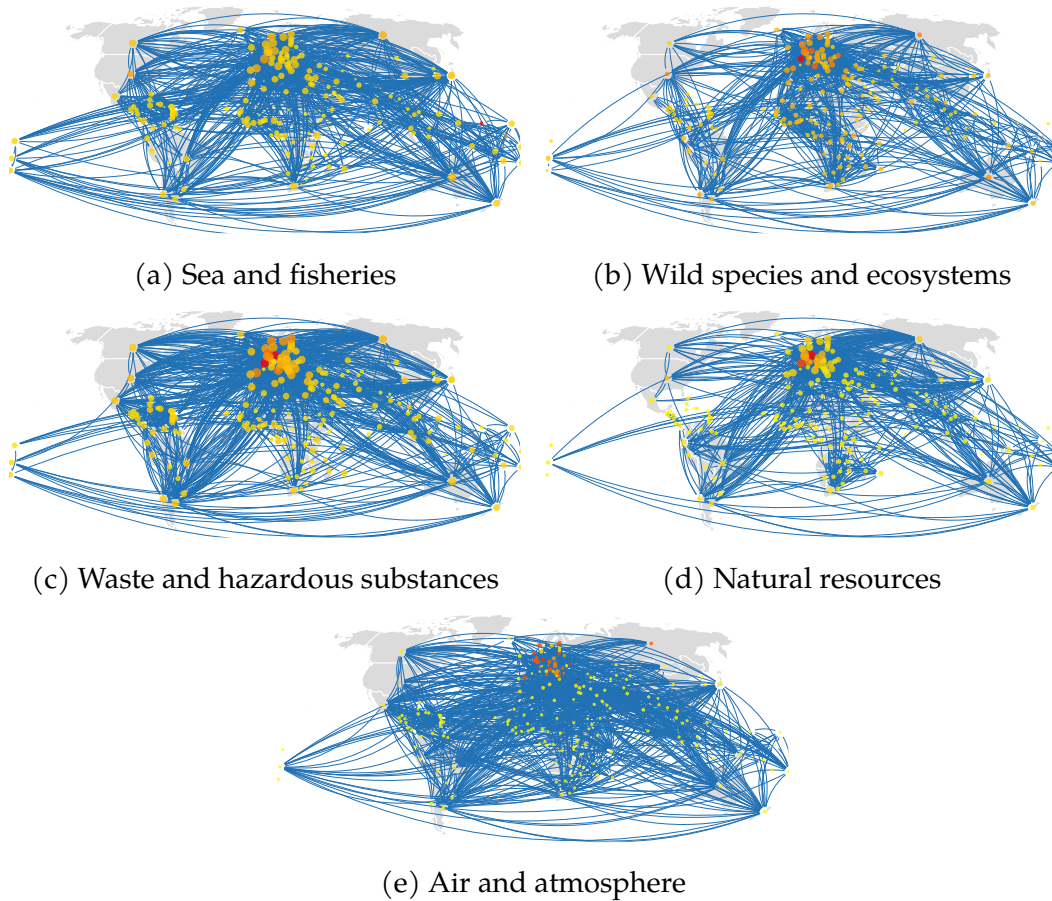 (a) Sea and fisheries
(b) Wild species and ecosystems
(c) Waste and hazardous substances
(d) Natural resources
(e) Air and atmosphere